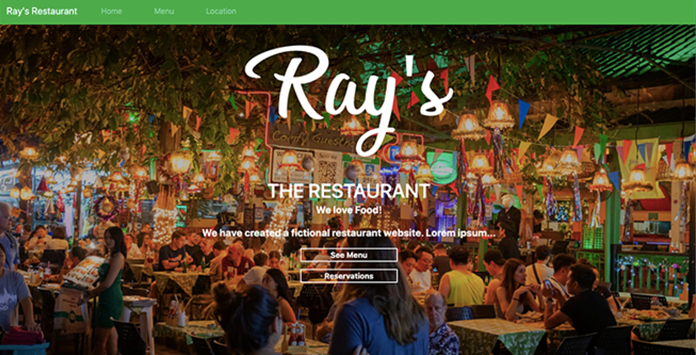 Ray's Restaurant Home Menu Location
Ray's
THE RESTAURANT
We love Food!
We have created a fictional restaurant website. Lorem ipsum...
See Menu
Reservations